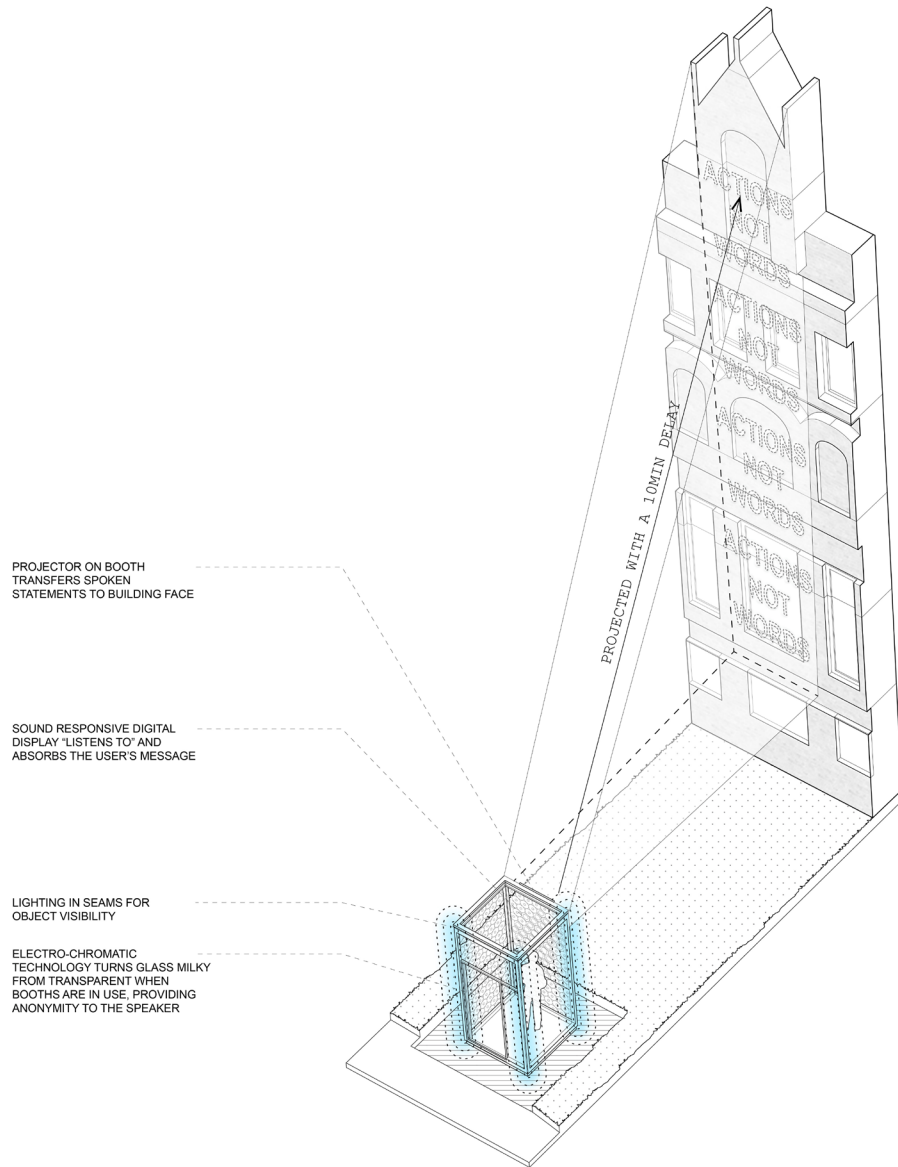 ACTIONS
NOT
WORDS
ACTIONS
NOT
WORDS
ACTIONS
NOT
WORDS
ACTIONS
NOT
WORDS
PROJECTED WITH A 10MIN DELAY
PROJECTOR ON BOOTH
TRANSFERS SPOKEN
STATEMENTS TO BUILDING FACE
SOUND RESPONSIVE DIGITAL
DISPLAY “LISTENS TO” AND
ABSORBS THE USER’S MESSAGE
LIGHTING IN SEAMS FOR
OBJECT VISIBILITY
ELECTRO-CHROMATIC
TECHNOLOGY TURNS GLASS MILKY
FROM TRANSPARENT WHEN
BOOTHS ARE IN USE, PROVIDING
ANONYMITY TO THE SPEAKER